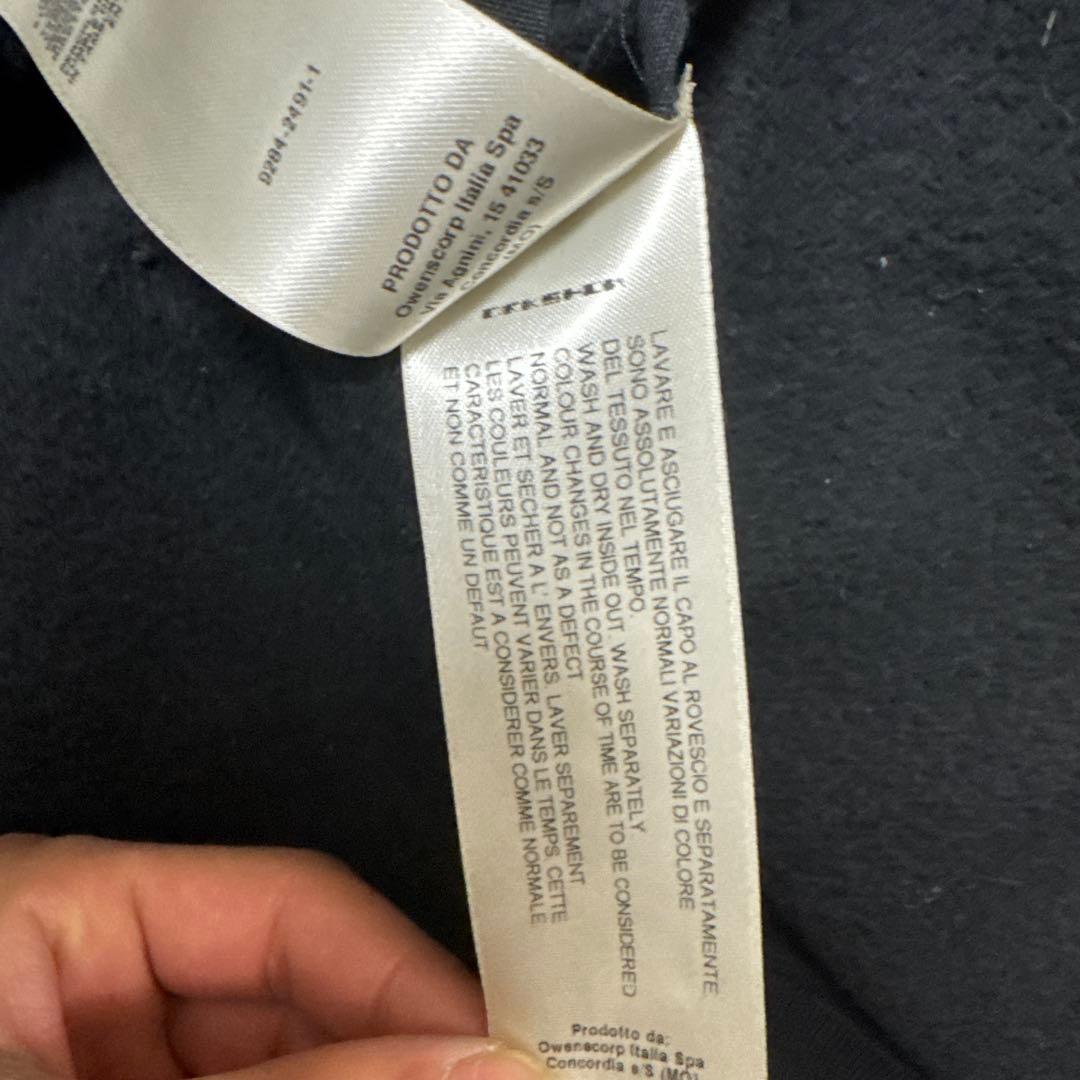 D284-2491-1
PRODOTTO DA
Owenscorp Italia Spa
Via Agnini, 15 41033
Concordia s/S
(MO)
LAVARE E ASCIUGARE IL CAPO AL ROVESCIO E SEPARATAMENTE.
SONO ASSOLUTAMENTE NORMALI VARIAZIONI DI COLORE
DEL TESSUTO NEL TEMPO.
WASH AND DRY INSIDE OUT. WASH SEPARATELY.
COLOUR CHANGES IN THE COURSE OF TIME ARE TO BE CONSIDERED
NORMAL AND NOT AS A DEFECT
LAVER ET SECHER A L' ENVERS. LAVER SEPAREMENT
LES COULEURS PEUVENT VARIER DANS LE TEMPS. CETTE
CARACTERISTIQUE EST A CONSIDERER COMME NORMALE
ET NON COMME UN DEFAUT
Prodotto da:
Owenscorp Italia Spa
Concordia s/S (MO)